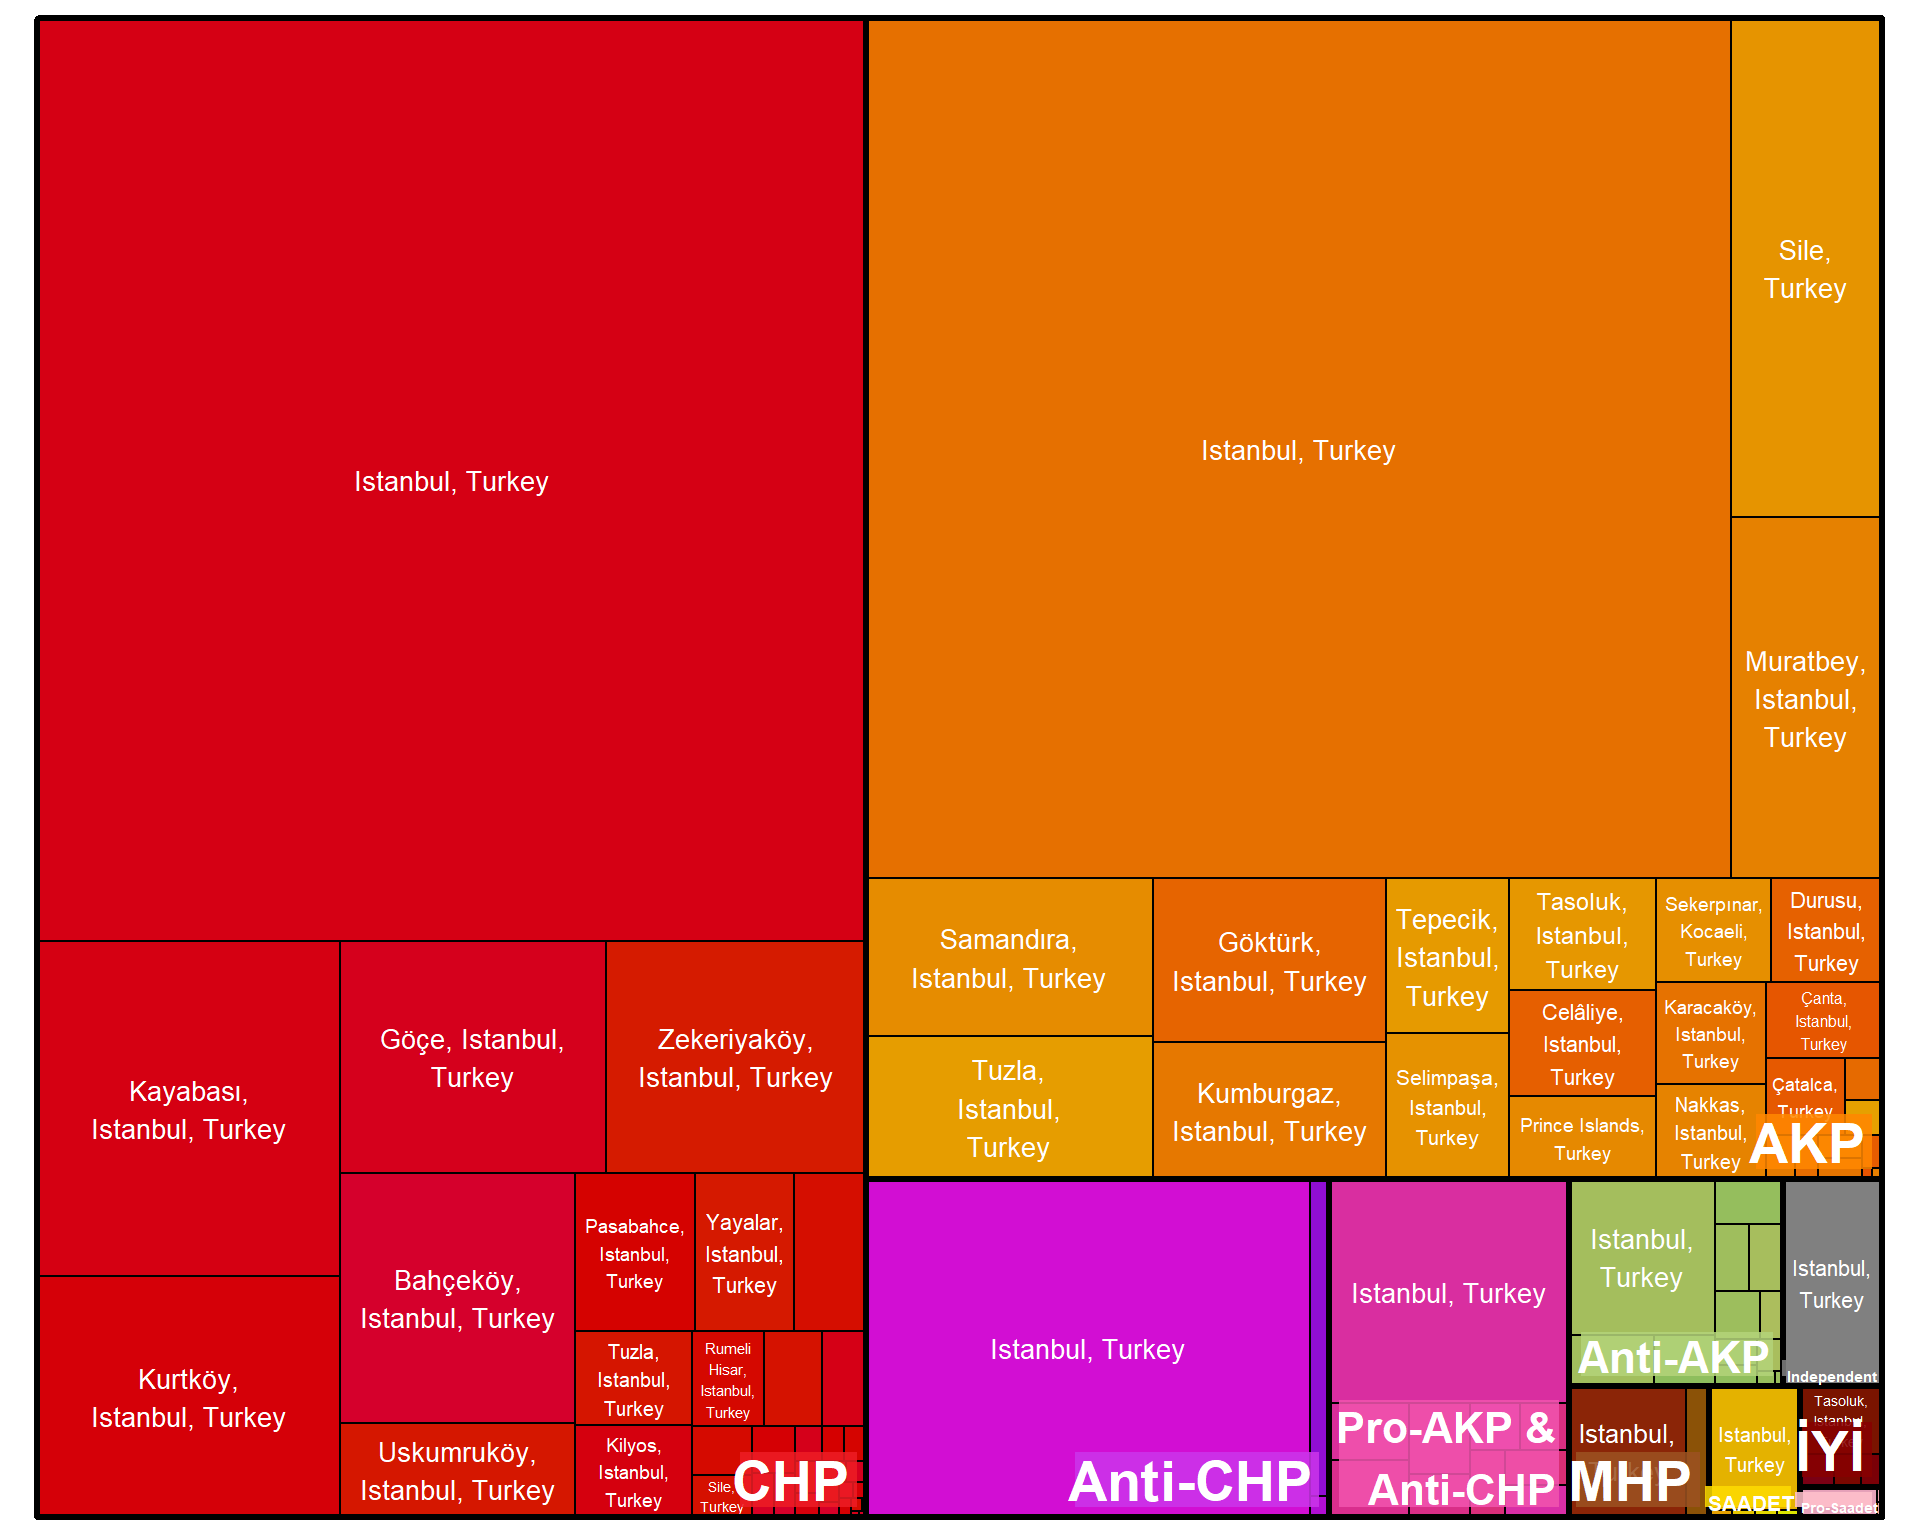 Istanbul, Turkey
Kayabası,
Istanbul, Turkey
Kurtköy,
Istanbul, Turkey
Göçe, Istanbul,
Turkey
Zekeriyaköy,
Istanbul, Turkey
Bahçeköy,
Istanbul, Turkey
Uskumruköy,
Istanbul, Turkey
Pasabahce,
Istanbul,
Turkey
Yayalar,
Istanbul,
Turkey
Tuzla,
Istanbul,
Turkey
Rumeli
Hisar,
Istanbul,
Turkey
Kilyos,
Istanbul,
Turkey
Sile,
Turkey
CHP
Istanbul, Turkey
Sile,
Turkey
Muratbey,
Istanbul,
Turkey
Samandıra,
Istanbul, Turkey
Tuzla,
Istanbul,
Turkey
Göktürk,
Istanbul, Turkey
Kumburgaz,
Istanbul, Turkey
Tepecik,
Istanbul,
Turkey
Selimpaşa,
Istanbul,
Turkey
Tasoluk,
Istanbul,
Turkey
Celâliye,
Istanbul,
Turkey
Prince Islands,
Turkey
Sekerpınar,
Kocaeli,
Turkey
Durusu,
Istanbul,
Turkey
Karacaköy,
Istanbul,
Turkey
Çanta,
Istanbul,
Turkey
Nakkas,
Istanbul,
Turkey
Çatalca,
Turkey
AKP
Istanbul, Turkey
Anti-CHP
Istanbul, Turkey
Pro-AKP &
Anti-CHP
Istanbul,
Turkey
Anti-AKP
Istanbul,
Turkey
Independent
Istanbul,
Turkey
MHP
Istanbul,
Turkey
SAADET
Tasoluk,
Istanbul,
İYİ
Pro-Saadet